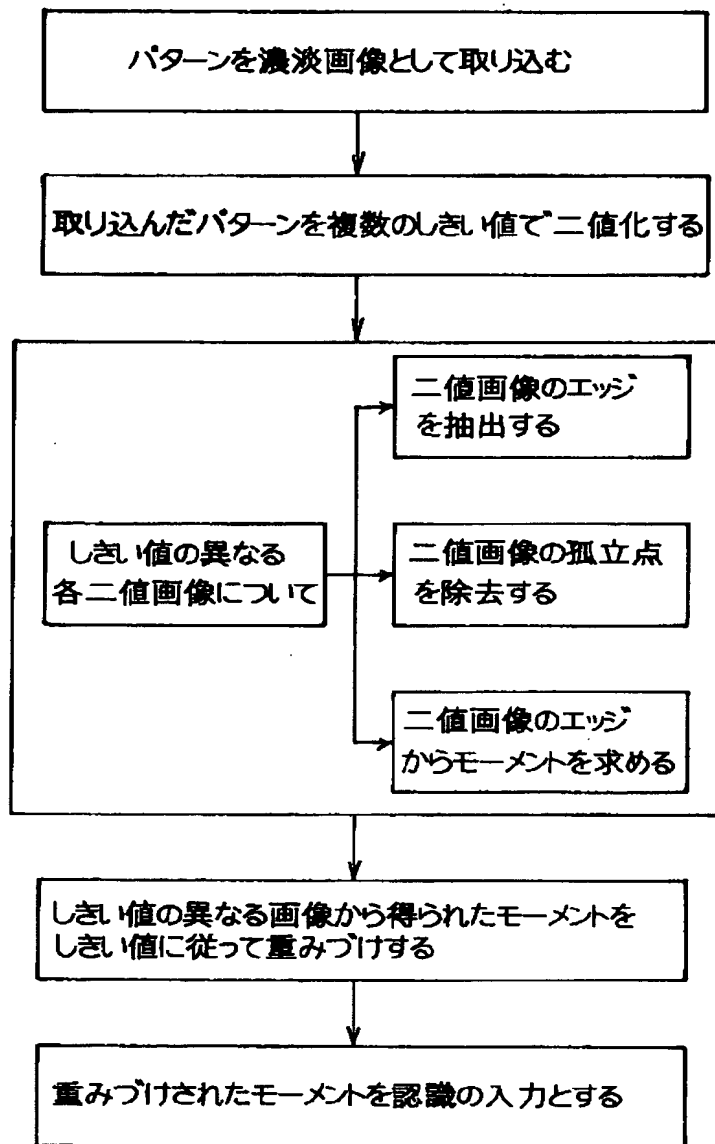 パターンを濃淡画像として取り込む
取り込んだパターンを複数のしきい値で二値化する
二値画像のエッジ
を抽出する
しきい値の異なる
各二値画像について
二値画像の孤立点
を除去する
二値画像のエッジ
からモーメントを求める
しきい値の異なる画像から得られたモーメントを
しきい値に従って重みづけする
重みづけされたモーメントを認識の入力とする